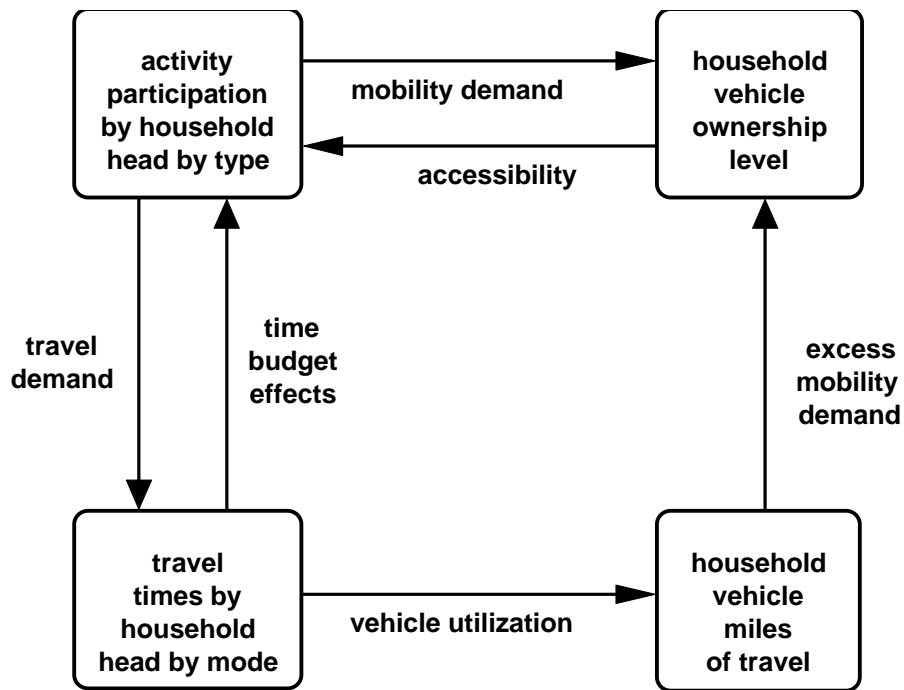 activity
participation
by household
head by type
mobility demand
accessibility
household
vehicle
ownership
level
travel
demand
time
budget
effects
excess
mobility
demand
travel
times by
household
head by mode
vehicle utilization
household
vehicle
miles
of travel